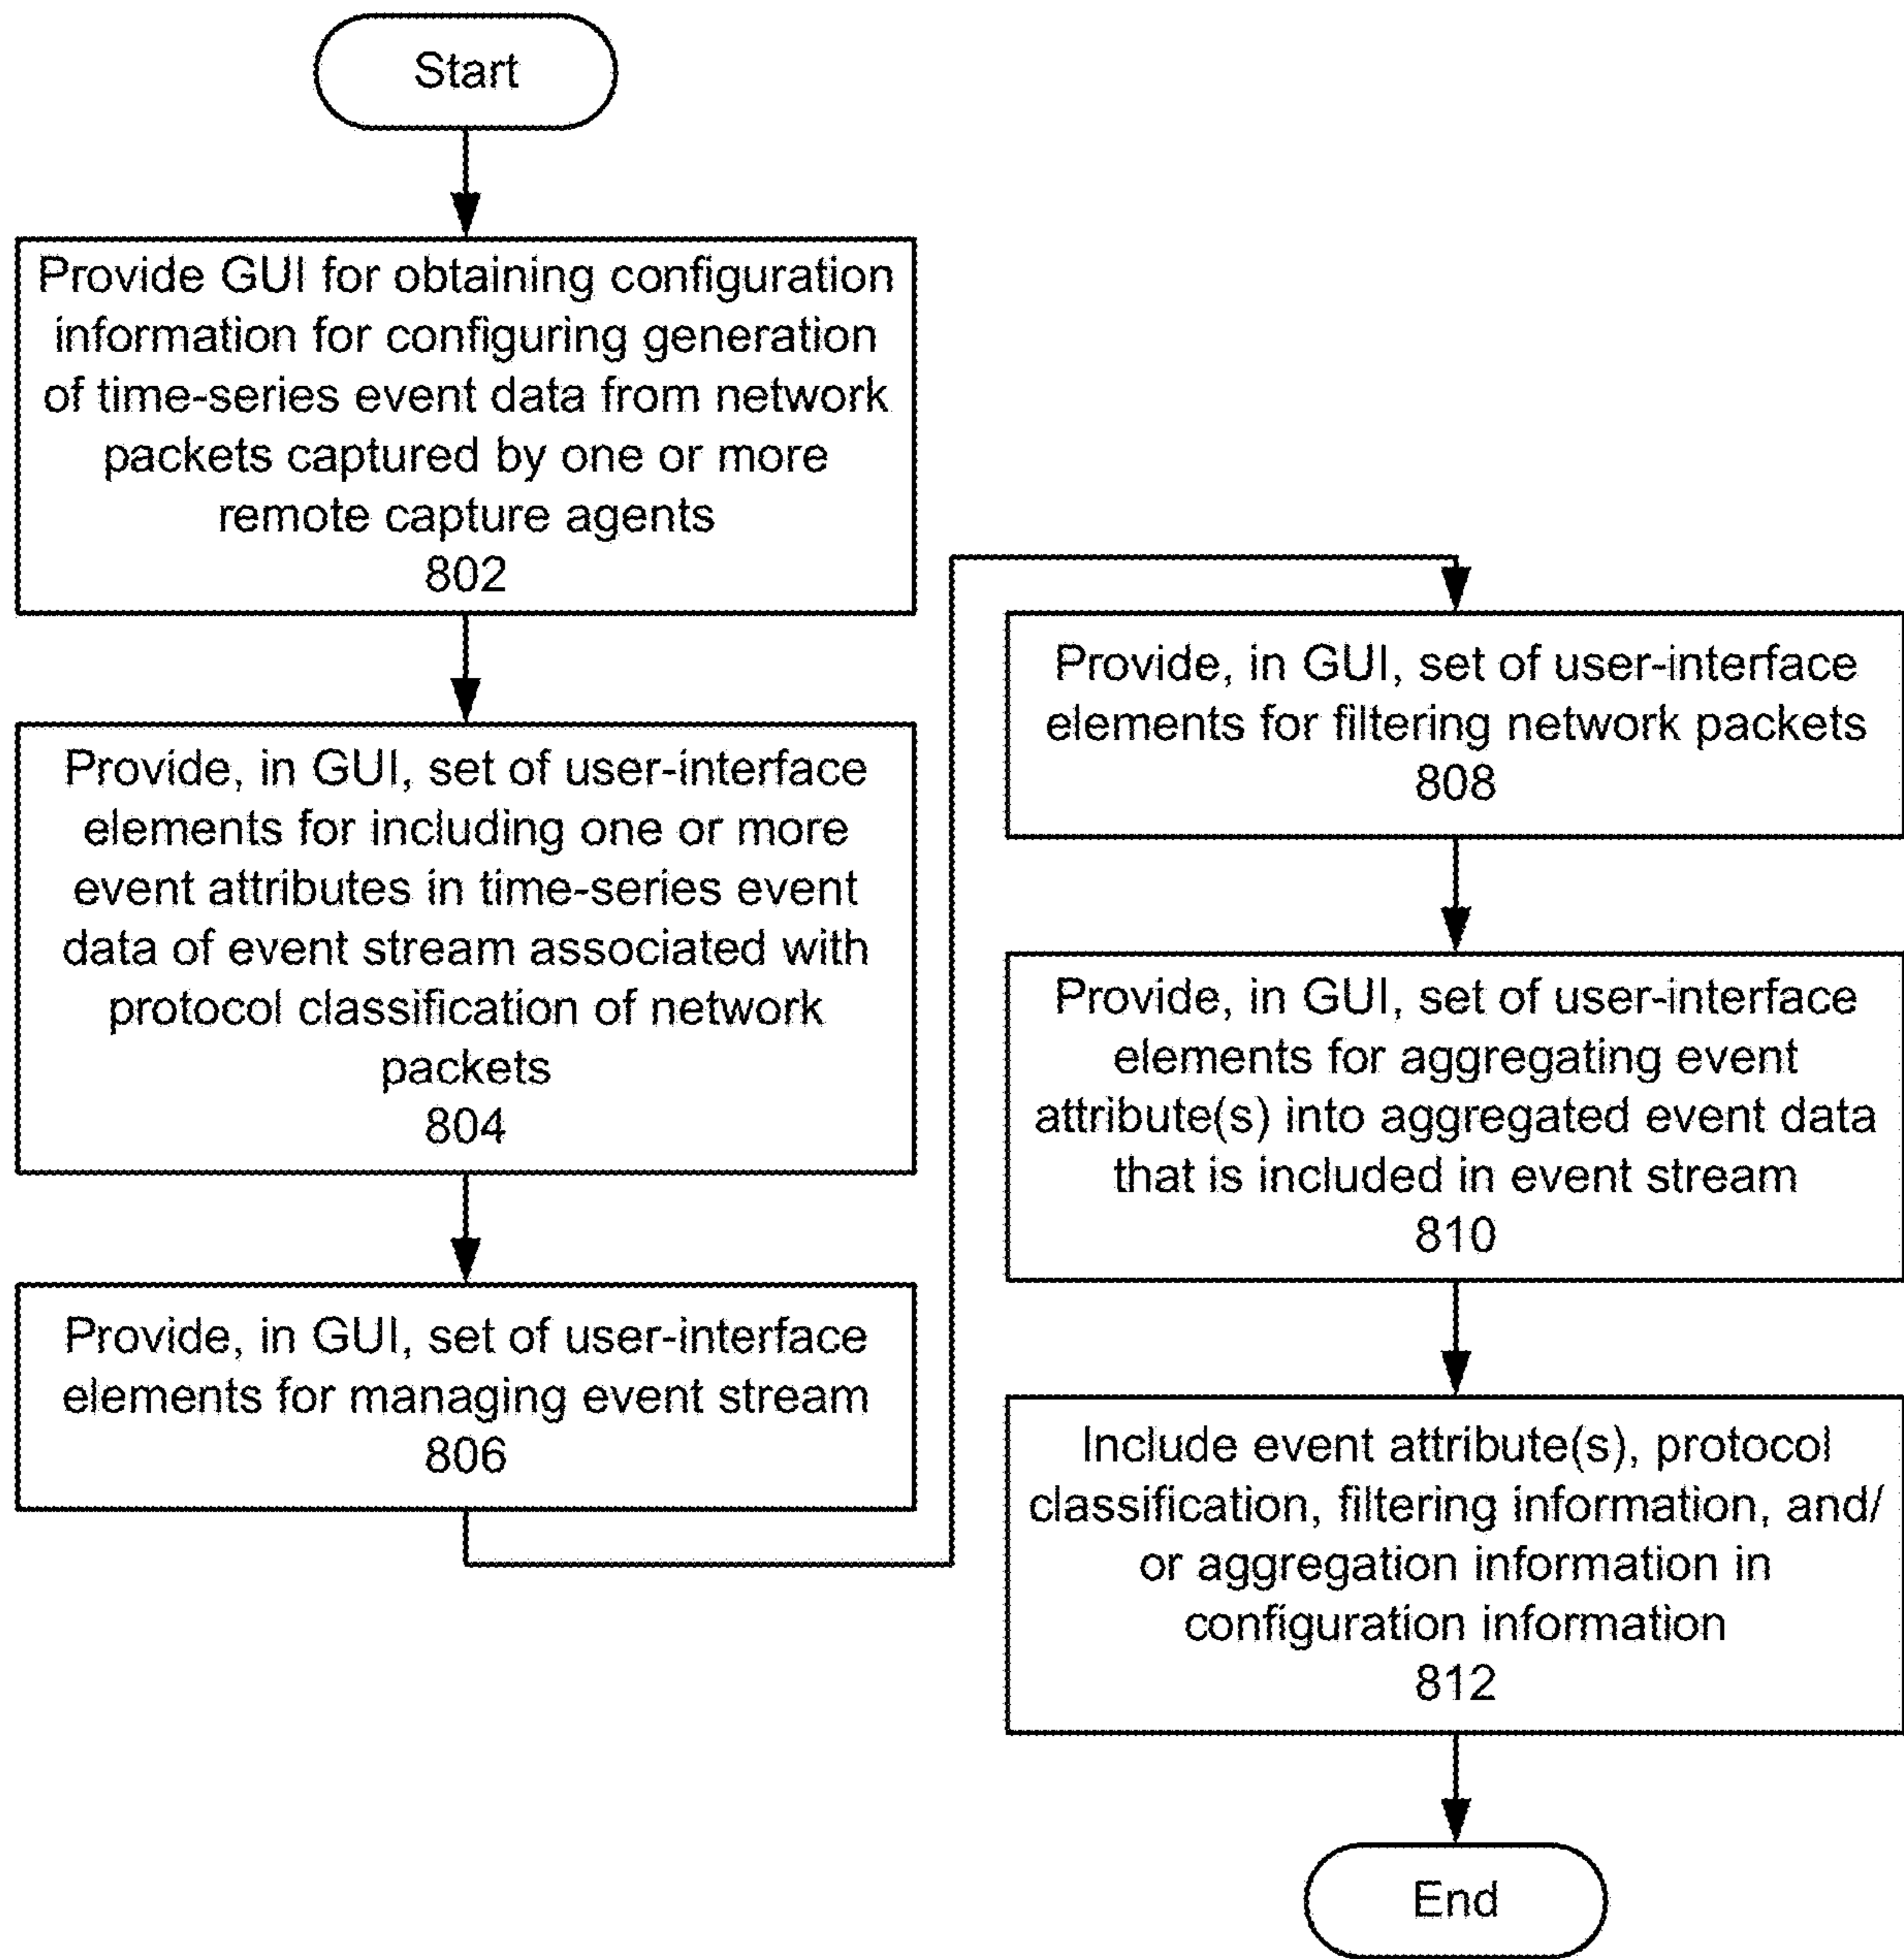 Start
Provide GUI for obtaining configuration
information for configuring generation
of time-series event data from network
packets captured by one or more
remote capture agents
802
Provide, in GUI, set of user-interface
elements for including one or more
event attributes in time-series event
data of event stream associated with
protocol classification of network
packets
804
Provide, in GUI, set of user-interface
elements for managing event stream
806
Provide, in GUI, set of user-interface
elements for filtering network packets
808
Provide, in GUI, set of user-interface
elements for aggregating event
attribute(s) into aggregated event data
that is included in event stream
810
Include event attribute(s), protocol
classification, filtering information, and/
or aggregation information in
configuration information
812
End